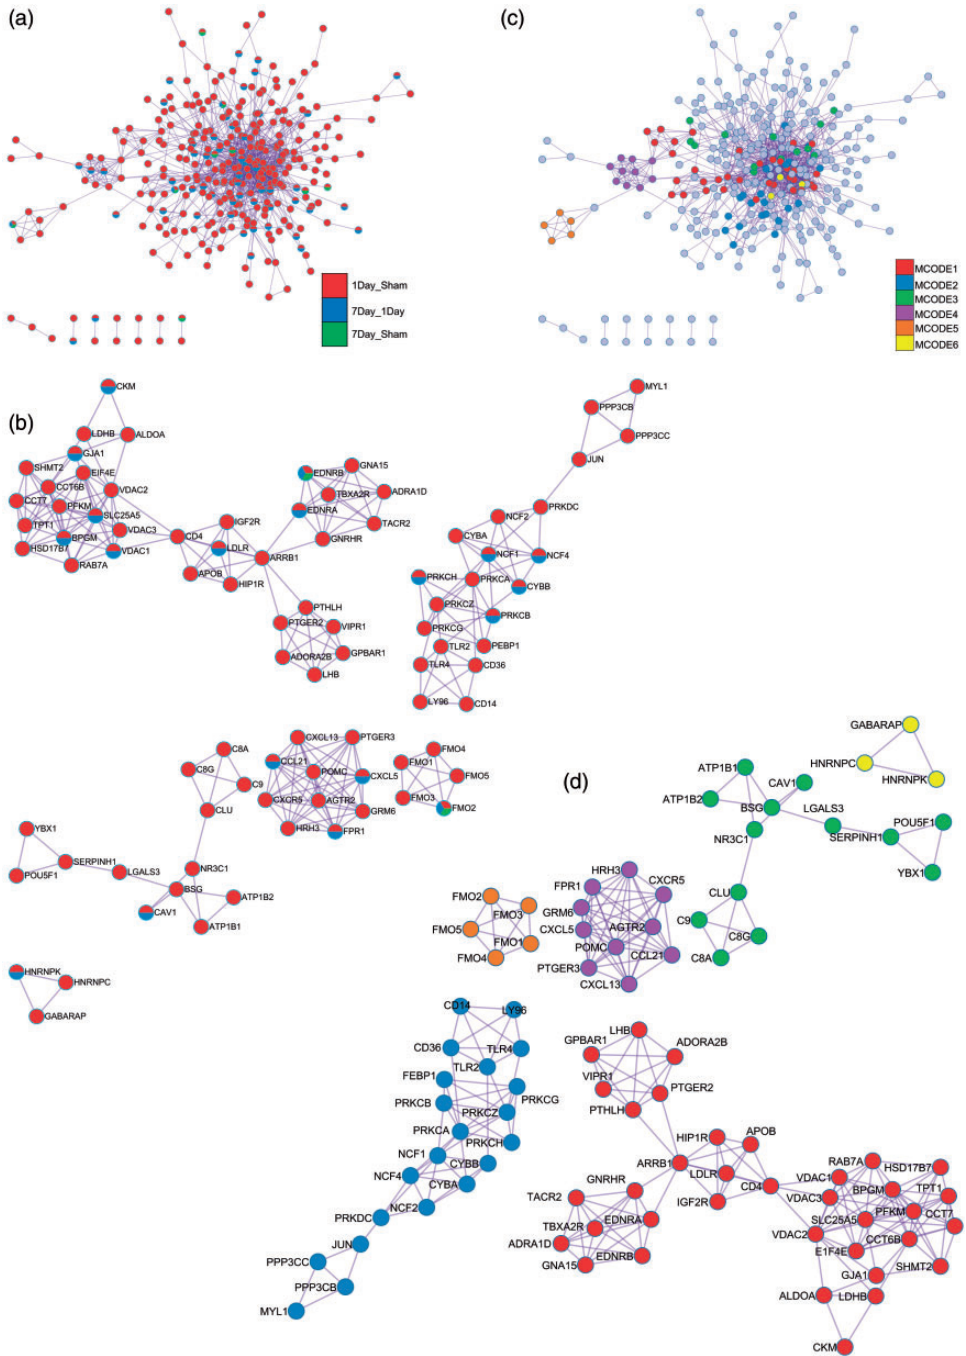 (a)
(c)
1Day_Sham
7Day_1Day
7Day_Sham
MCODE1
MCODE2
MCODE3
MCODE4
MCODE5
MCODE6
(b)
CKM
LDHB
ALDOA
GJA1
SHMT2
EIF4E
CCT6B
VDAC2
CCT7
PFKM
SLC25A5
TPT1
VDAC3
BPGM
HSD17B7
VDAC1
RAB7A
CD4
IGF2R
LDLR
APOB
HIP1R
ARRB1
EDNRB
GNA15
TBXA2R
ADRA1D
EDNRA
TACR2
GNRHR
PTHLH
PTGER2
VIPR1
ADORA2B
GPBAR1
LHB
MYL1
PPP3CB
PPP3CC
JUN
PRKDC
NCF2
CYBA
NCF1
NCF4
PRKCH
PRKCA
CYBB
PRKCZ
PRKCB
PRKCG
TLR2
PEBP1
TLR4
CD36
LY96
CD14
CXCL13
PTGER3
C8A
CCL21
C8G
POMC
CXCL5
C9
CXCR5
AGTR2
GRM6
CLU
HRH3
FPR1
FMO4
FMO1
FMO5
FMO3
FMO2
YBX1
SERPINH1
POU5F1
LGALS3
NR3C1
BSG
ATP1B2
CAV1
ATP1B1
HNRNPK
HNRNPC
GABARAP
(d)
GABARAP
HNRNPC
HNRNPK
ATP1B1
CAV1
ATP1B2
BSG
LGALS3
POU5F1
NR3C1
SERPINH1
YBX1
CLU
C9
C8G
C8A
HRH3
FPR1
CXCR5
GRM6
CXCL5
AGTR2
POMC
CCL21
PTGER3
CXCL13
FMO2
FMO3
FMO5
FMO1
FMO4
CD14
LY96
CD36
TLR4
TLR2
FEBP1
PRKCG
PRKCB
PRKCZ
PRKCA
PRKCH
NCF1
CYBB
NCF4
CYBA
NCF2
PRKDC
JUN
PPP3CC
PPP3CB
MYL1
LHB
GPBAR1
ADORA2B
VIPR1
PTGER2
PTHLH
HIP1R
APOB
ARRB1
LDLR
CD4
IGF2R
GNRHR
TACR2
EDNRA
TBXA2R
ADRA1D
EDNRB
GNA15
RAB7A
HSD17B7
VDAC1
BPGM
TPT1
VDAC3
PFKM
CCT7
SLC25A5
VDAC2
CCT6B
E1F4E
SHMT2
GJA1
ALDOA
LDHB
CKM